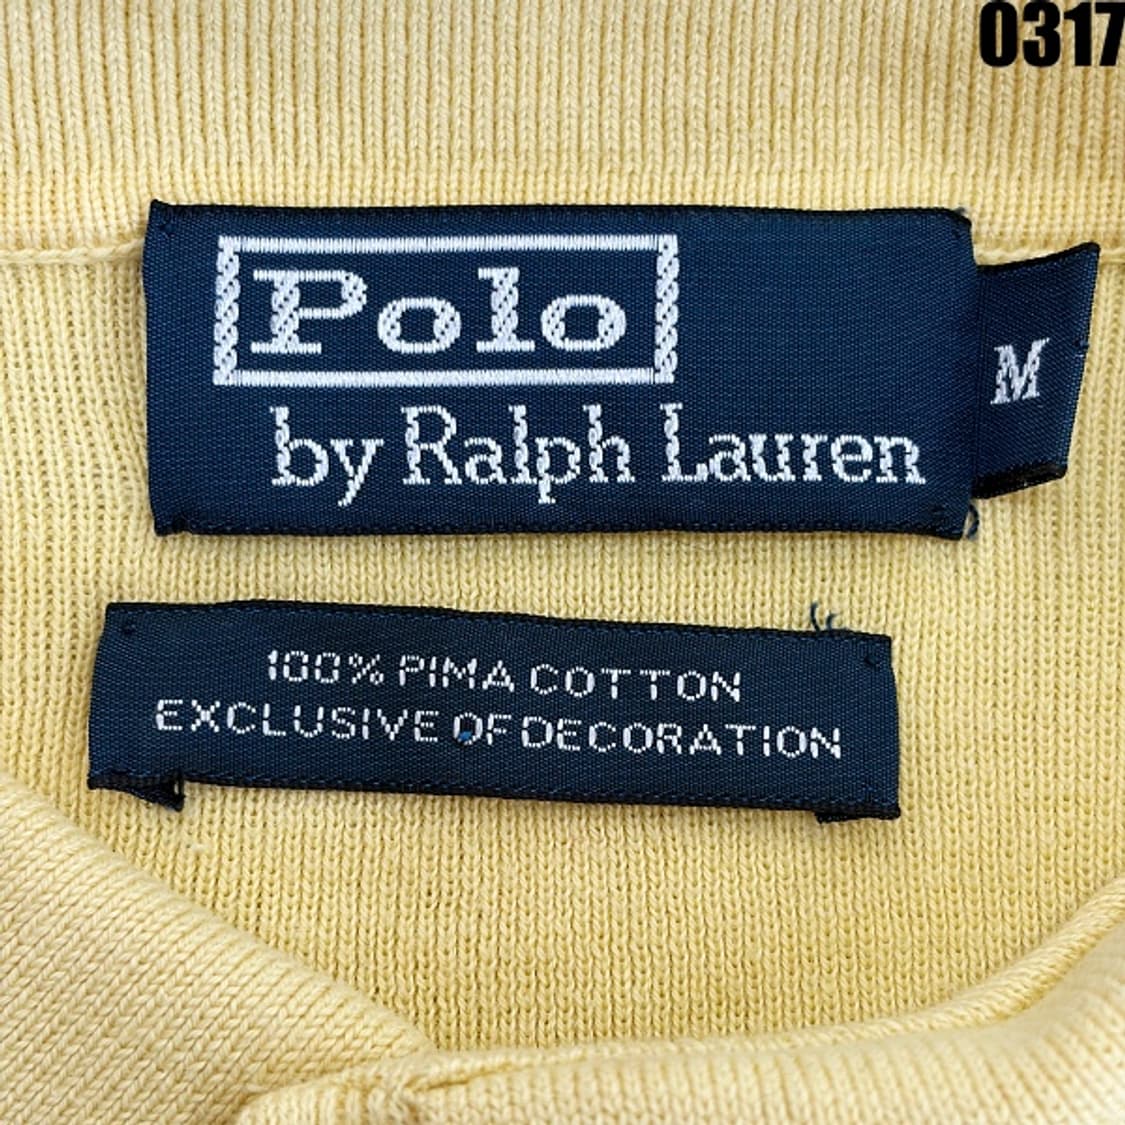 0317
Polo
by Ralph Lauren
M
100% PIMA COTTON
EXCLUSIVE OF DECORATION